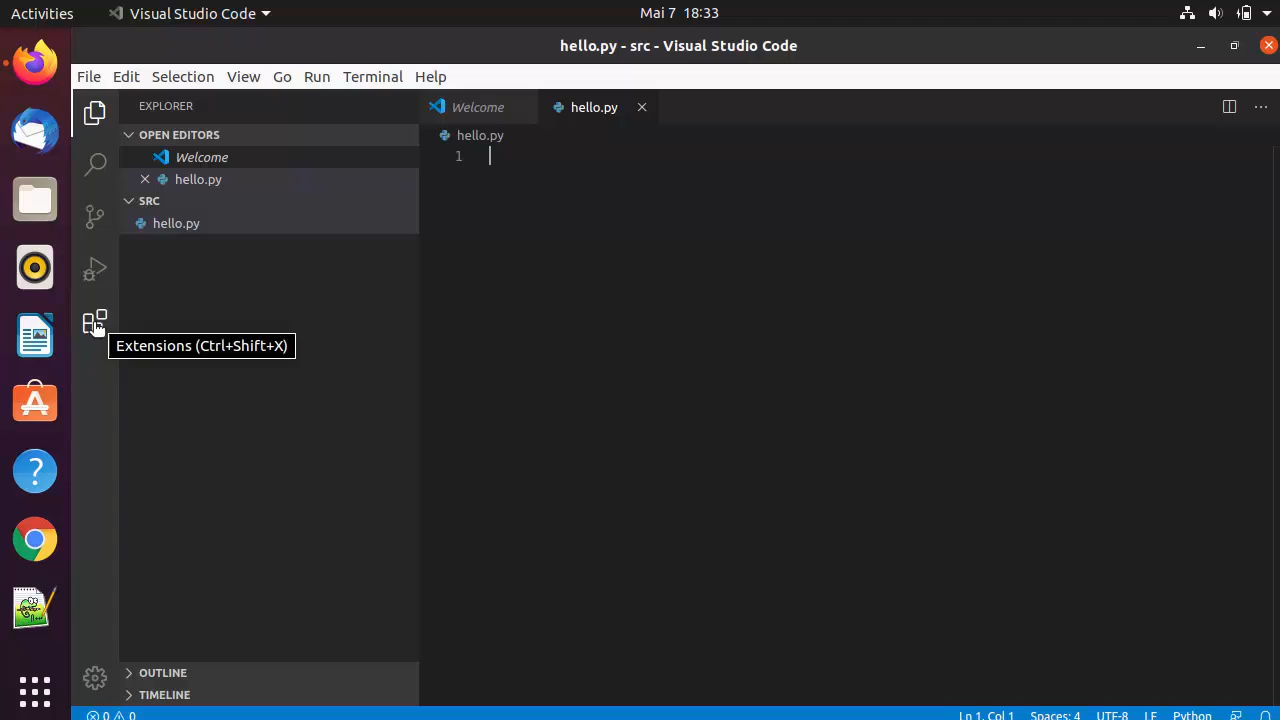 Activities Visual Studio Code Mai 7 18:33
hello.py - src - Visual Studio Code
File Edit Selection View Go Run Terminal Help
EXPLORER
OPEN EDITORS
Welcome
hello.py
SRC
hello.py
Extensions (Ctrl+Shift+X)
OUTLINE
TIMELINE
Welcome hello.py
hello.py
1
0 0 Ln 1, Col 1 Spaces: 4 UTF-8 LF Python